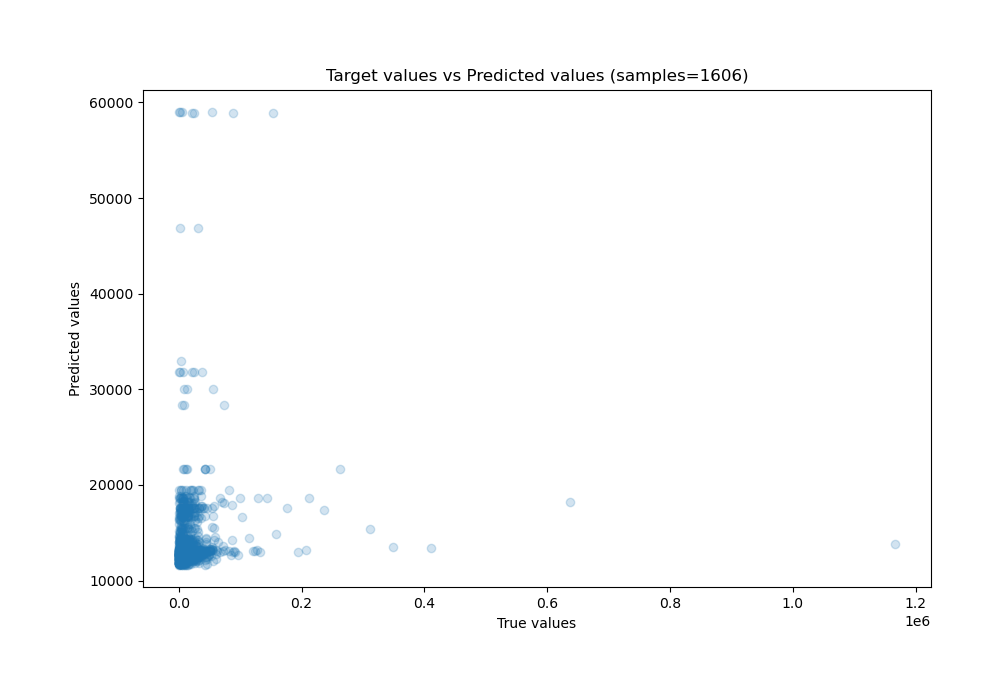 Target values vs Predicted values (samples=1606)
60000
50000
40000
30000
20000
10000
Predicted values
0.0 0.2 0.4 0.6 0.8 1.0 1.2
1e6
True values